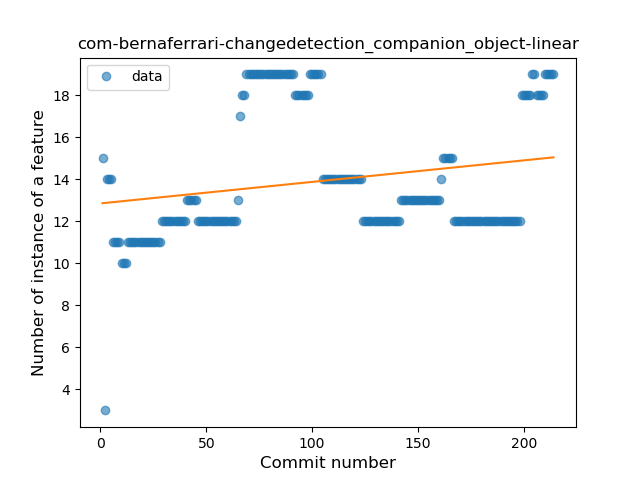 com-bernaferrari-changedetection_companion_object-linear
data
Number of instance of a feature
18
16
14
12
10
8
6
4
0 50 100 150 200
Commit number